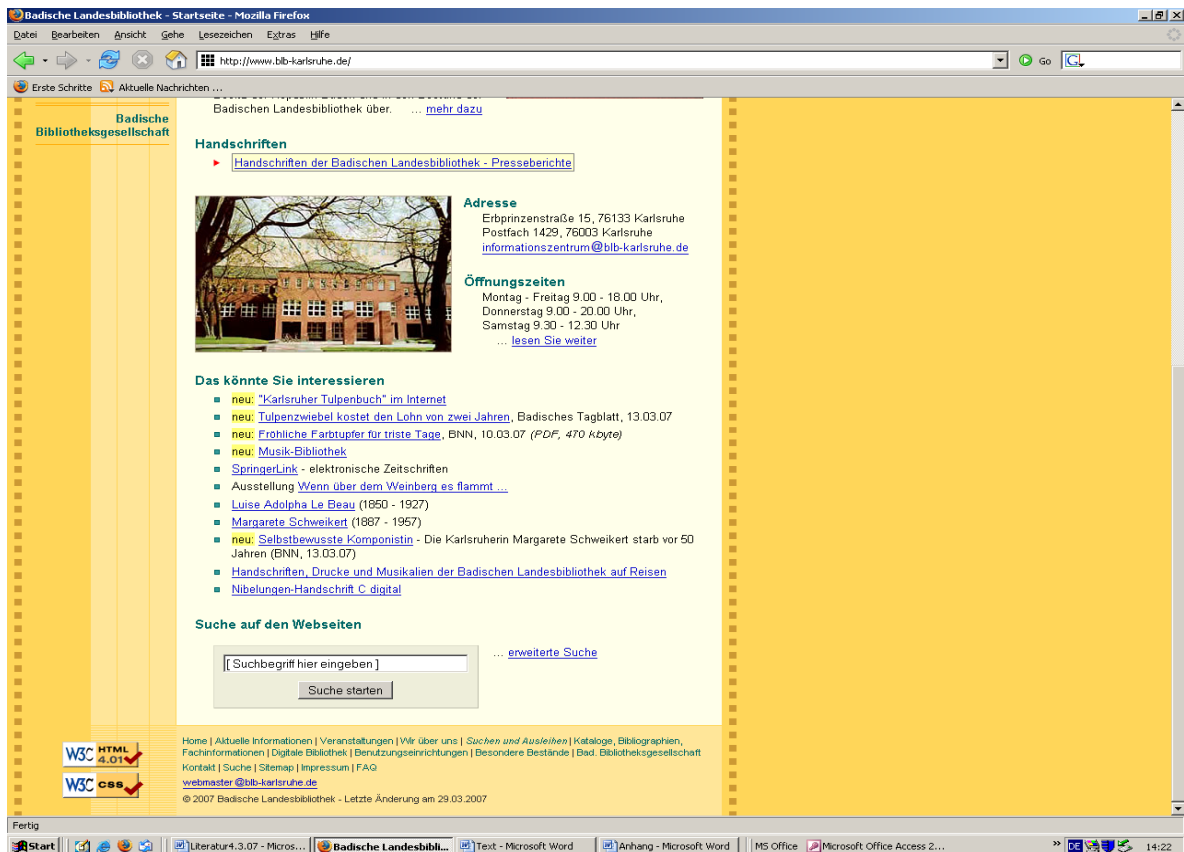 Badische Landesbibliothek - Startseite - Mozilla Firefox
Datei Bearbeiten Ansicht Gehe Lesezeichen Extras Hilfe
http://www.blb-karlsruhe.de/
Go
G
Erste Schritte Aktuelle Nachrichten ...
Badischen Landesbibliothek über. ... mehr dazu
Badische
Bibliotheksgesellschaft
Handschriften
Handschriften der Badischen Landesbibliothek - Presseberichte
Adresse
Erbprinzenstraße 15, 76133 Karlsruhe
Postfach 1429, 76003 Karlsruhe
informationszentrum@blb-karlsruhe.de
Öffnungszeiten
Montag - Freitag 9.00 - 18.00 Uhr,
Donnerstag 9.00 - 20.00 Uhr,
Samstag 9.30 - 12.30 Uhr
... lesen Sie weiter
Das könnte Sie interessieren
neu: "Karlsruher Tulpenbuch" im Internet
neu: Tulpenzwiebel kostet den Lohn von zwei Jahren, Badisches Tagblatt, 13.03.07
neu: Fröhliche Farbtupfer für triste Tage, BNN, 10.03.07 (PDF, 470 kbyte)
neu: Musik-Bibliothek
SpringerLink - elektronische Zeitschriften
Ausstellung Wenn über dem Weinberg es flammt ...
Luise Adolpha Le Beau (1850 - 1927)
Margarete Schweikert (1887 - 1957)
neu: Selbstbewusste Komponistin - Die Karlsruherin Margarete Schweikert starb vor 50
Jahren (BNN, 13.03.07)
Handschriften, Drucke und Musikalien der Badischen Landesbibliothek auf Reisen
Nibelungen-Handschrift C digital
Suche auf den Webseiten
[ Suchbegriff hier eingeben ]
... erweiterte Suche
Suche starten
Home | Aktuelle Informationen | Veranstaltungen | Wir über uns | Suchen und Ausleihen | Kataloge, Bibliographien,
Fachinformationen | Digitale Bibliothek | Benutzungseinrichtungen | Besondere Bestände | Bad. Bibliotheksgesellschaft
Kontakt | Suche | Sitemap | Impressum | FAQ
webmaster@blb-karlsruhe.de
© 2007 Badische Landesbibliothek - Letzte Änderung am 29.03.2007
W3C HTML 4.01
W3C css
Fertig
Start Literatur4.3.07 - Micros... Badische Landesbibli... Text - Microsoft Word Anhang - Microsoft Word MS Office Microsoft Office Access 2... » DE 14:22